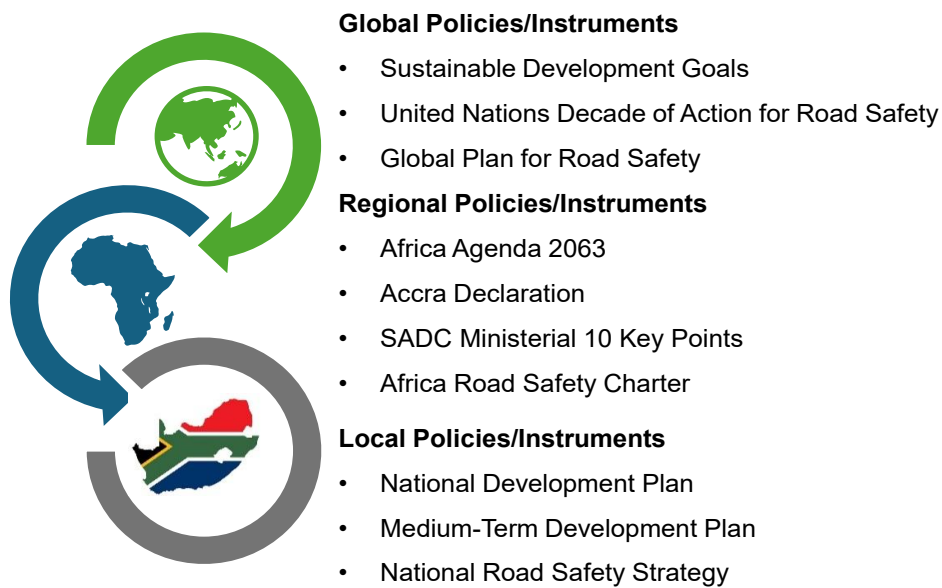 Global Policies/Instruments
• Sustainable Development Goals
• United Nations Decade of Action for Road Safety
• Global Plan for Road Safety
Regional Policies/Instruments
• Africa Agenda 2063
• Accra Declaration
• SADC Ministerial 10 Key Points
• Africa Road Safety Charter
Local Policies/Instruments
• National Development Plan
• Medium-Term Development Plan
• National Road Safety Strategy